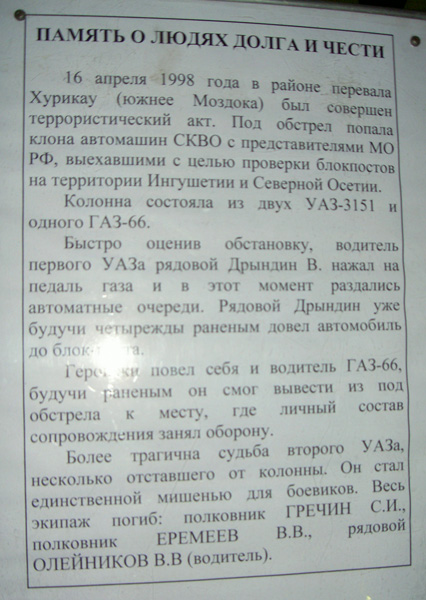 ПАМЯТЬ О ЛЮДЯХ ДОЛГА И ЧЕСТИ
16 апреля 1998 года в районе перевала
Хурикау (южнее Моздока) был совершен
террористический акт. Под обстрел попала
клона автомашин СКВО с представителями МО
РФ, выехавшими с целью проверки блокпостов
на территории Ингушетии и Северной Осетии.
Колонна состояла из двух УАЗ-3151 и
одного ГАЗ-66.
Быстро оценив обстановку, водитель
первого УАЗа рядовой Дрындин В. нажал на
педаль газа и в этот момент раздались
автоматные очереди. Рядовой Дрындин уже
будучи четырежды раненым довел автомобиль
до
повел себя и водитель ГАЗ-66,
будучи раненым он смог вывести из под
обстрела к месту, где личный состав
сопровождения занял оборону.
Более трагична судьба второго УАЗа,
несколько отставшего от колонны. Он стал
единственной мишенью для боевиков. Весь
экипаж погиб: полковник ГРЕЧИН С.И.,
полковник ЕРЕМЕЕВ В.В., рядовой
ОЛЕЙНИКОВ В.В (водитель).